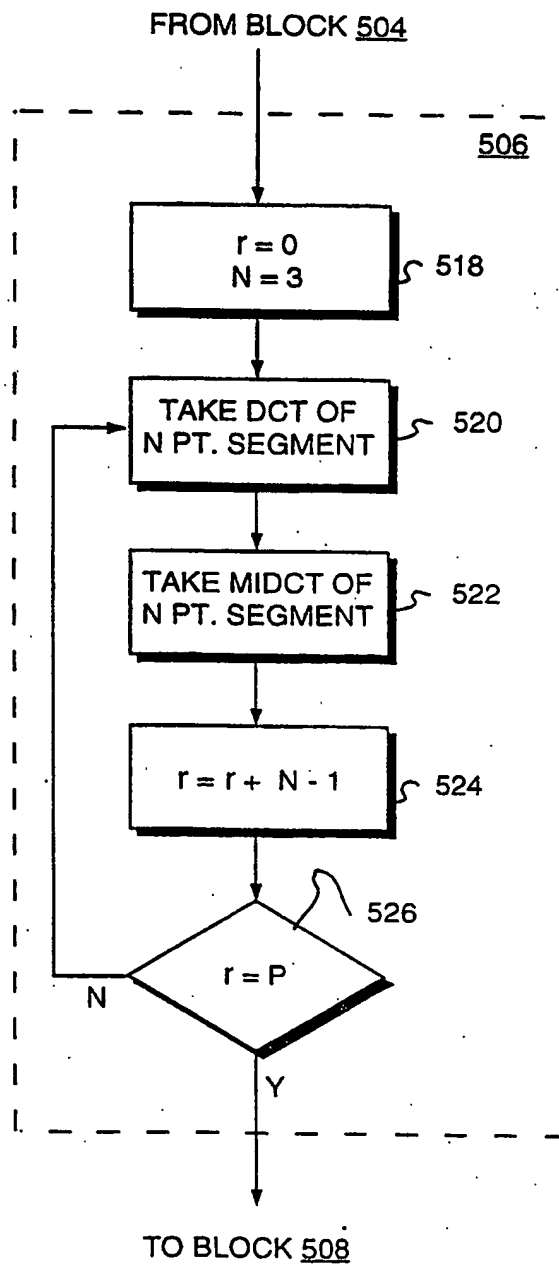 FROM BLOCK 504
506
r = 0
N = 3
518
TAKE DCT OF
N PT. SEGMENT
520
TAKE MIDCT OF
N PT. SEGMENT
522
r = r + N - 1
524
526
r = P
N
Y
TO BLOCK 508